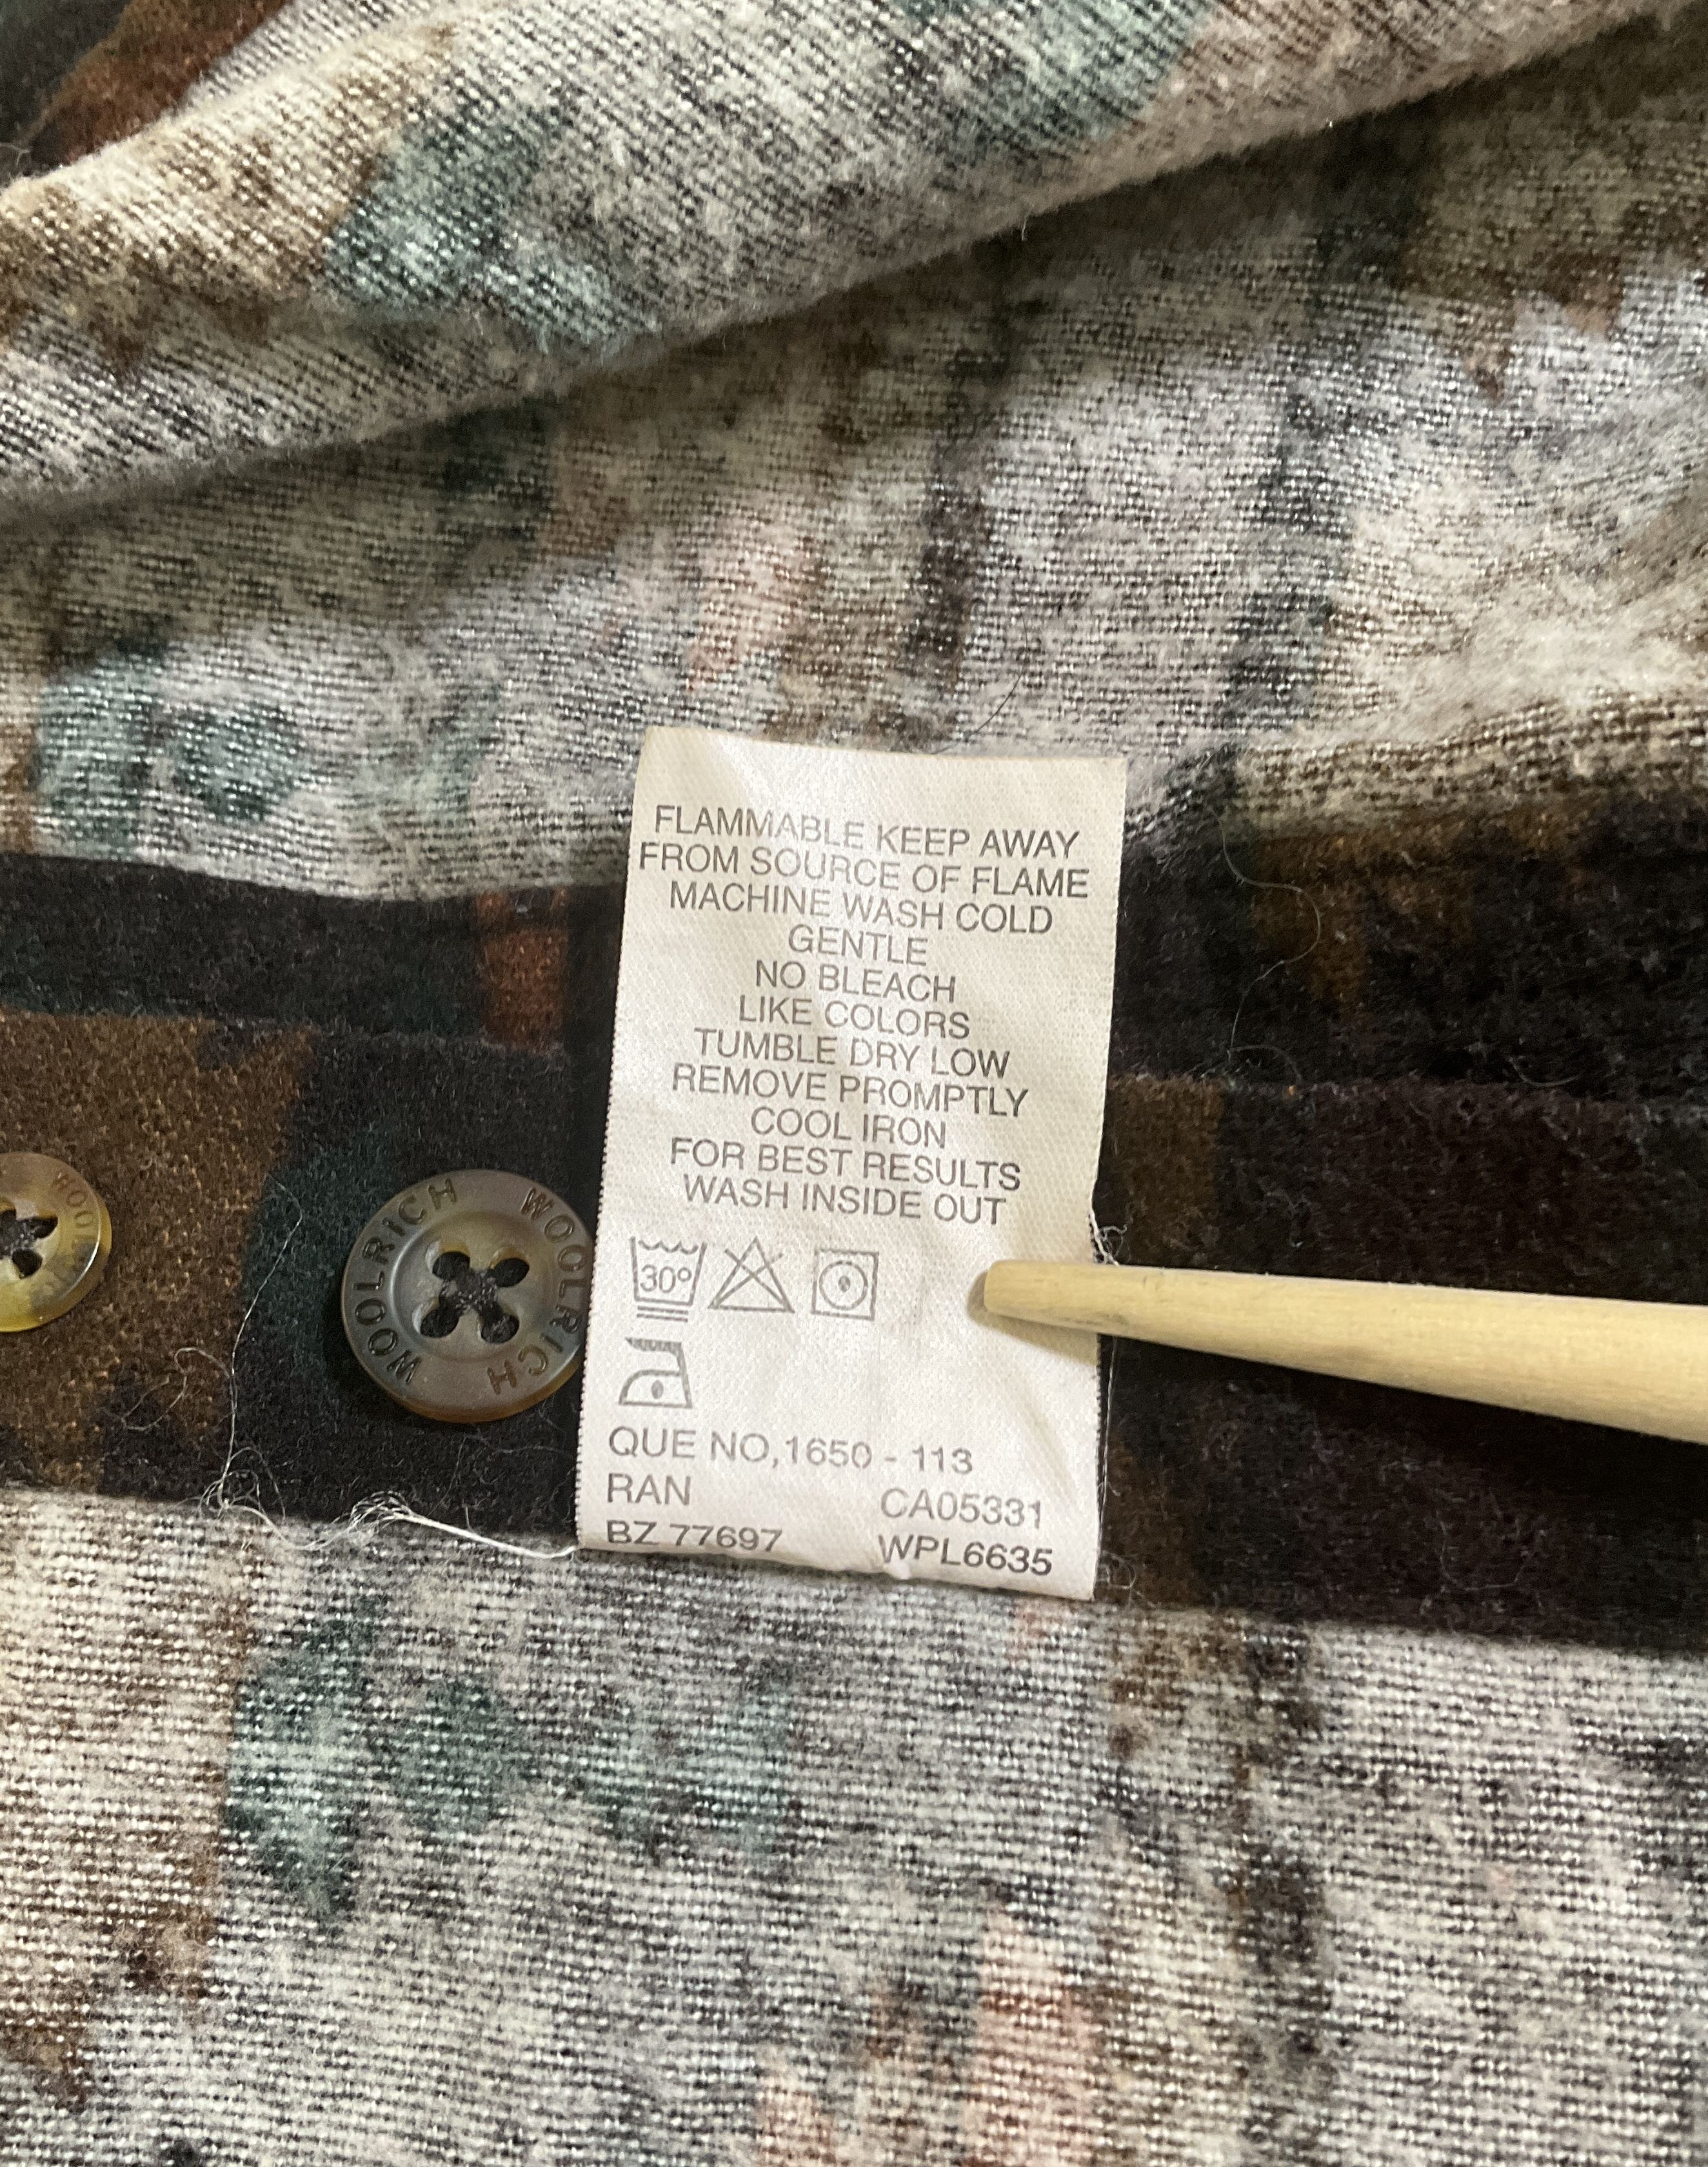 FLAMMABLE KEEP AWAY
FROM SOURCE OF FLAME
MACHINE WASH COLD
GENTLE
NO BLEACH
LIKE COLORS
TUMBLE DRY LOW
REMOVE PROMPTLY
COOL IRON
FOR BEST RESULTS
WASH INSIDE OUT
30°
QUE NO,1650 - 113
RAN CA05331
BZ 77697 WPL6635
WOOLRICH WOOLRICH